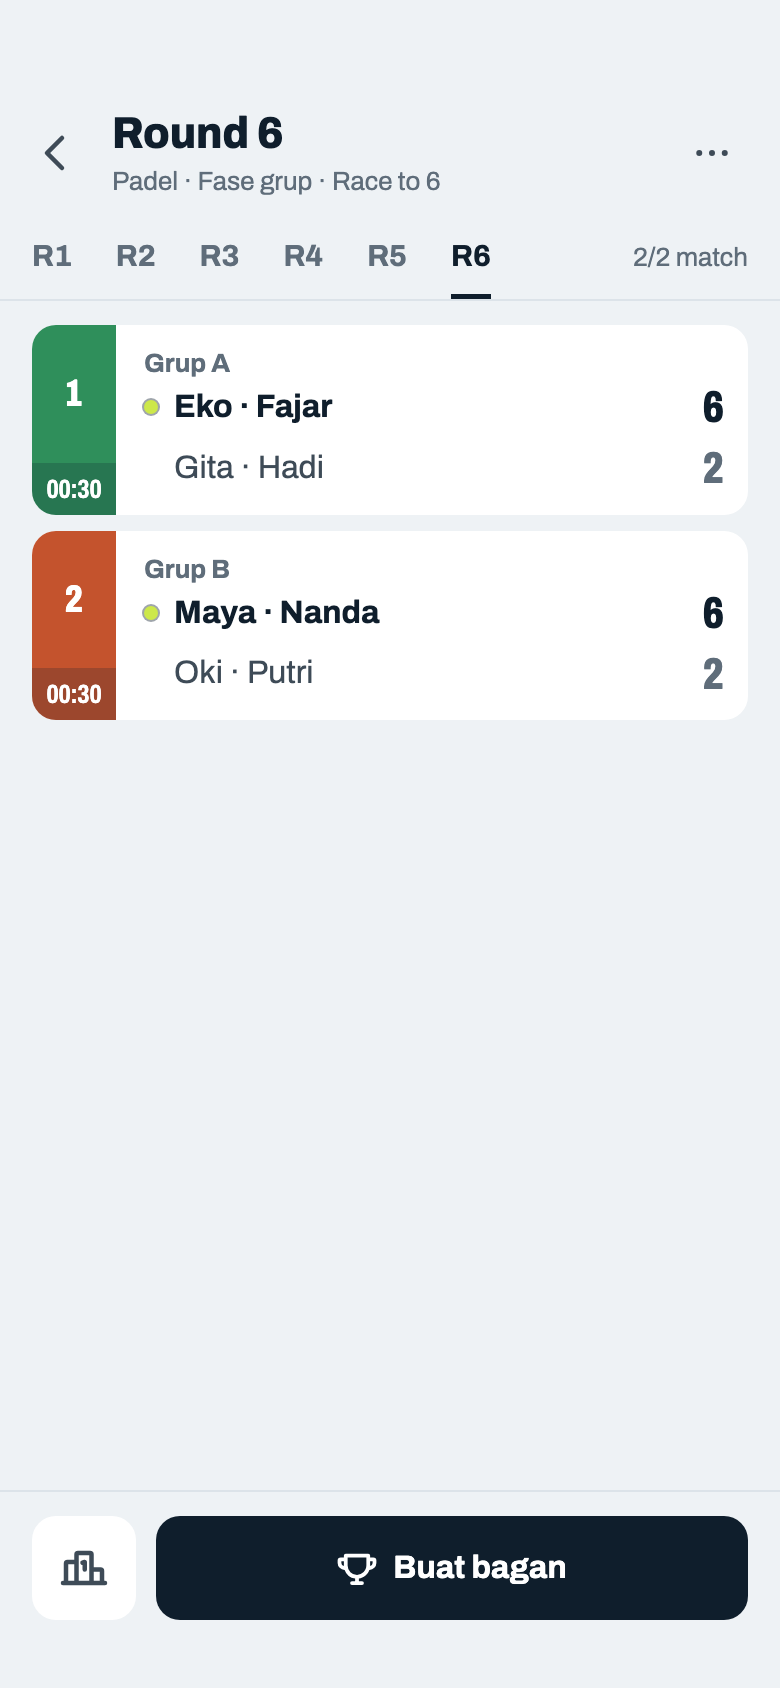 Round 6
Padel · Fase grup · Race to 6
R1 R2 R3 R4 R5 R6 2/2 match
1
00:30
Grup A
Eko · Fajar 6
Gita · Hadi 2
2
00:30
Grup B
Maya · Nanda 6
Oki · Putri 2
Buat bagan